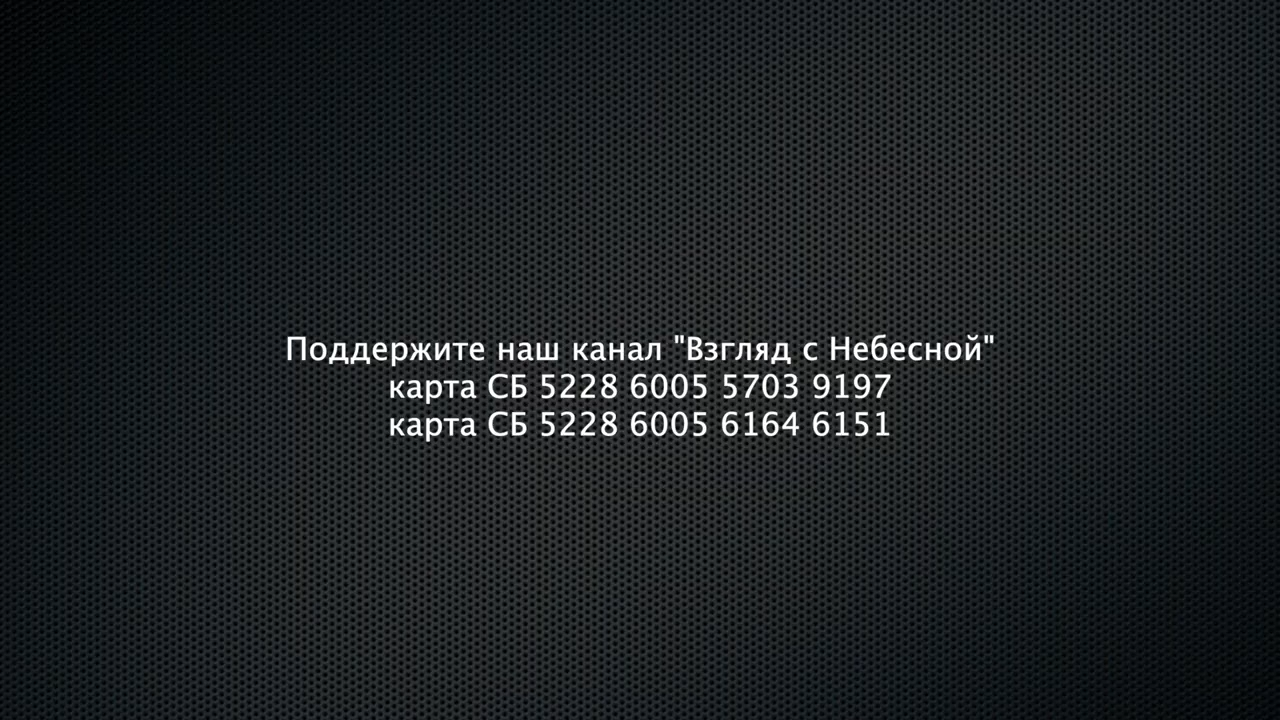 Поддержите наш канал "Взгляд с Небесной"
карта СБ 5228 6005 5703 9197
карта СБ 5228 6005 6164 6151